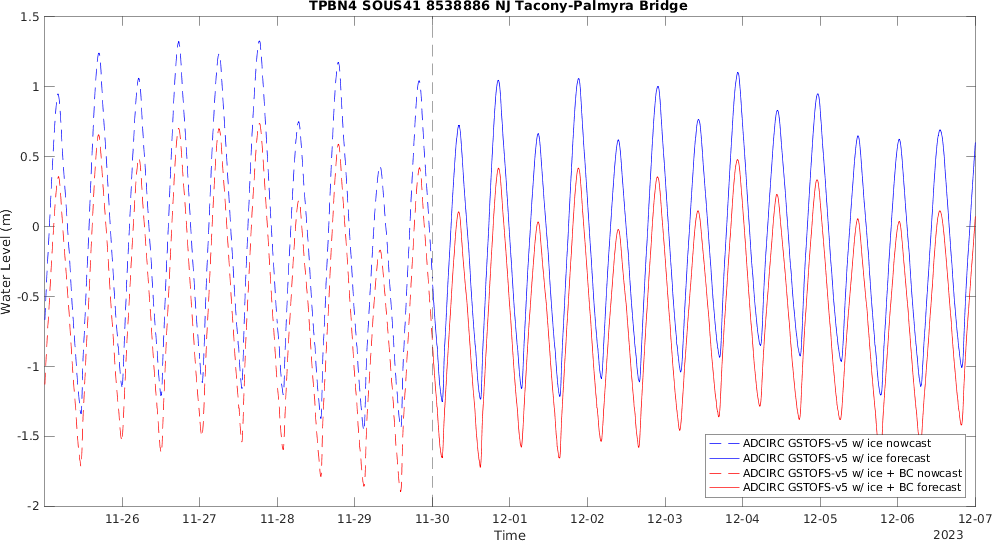 TPBN4 SOUS41 8538886 NJ Tacony-Palmyra Bridge
1.5
1
0.5
0
-0.5
-1
-1.5
-2
Water Level (m)
11-26 11-27 11-28 11-29 11-30 12-01 12-02 12-03 12-04 12-05 12-06 12-07
Time
2023
ADCIRC GSTOFS-v5 w/ ice nowcast
ADCIRC GSTOFS-v5 w/ ice forecast
ADCIRC GSTOFS-v5 w/ ice + BC nowcast
ADCIRC GSTOFS-v5 w/ ice + BC forecast